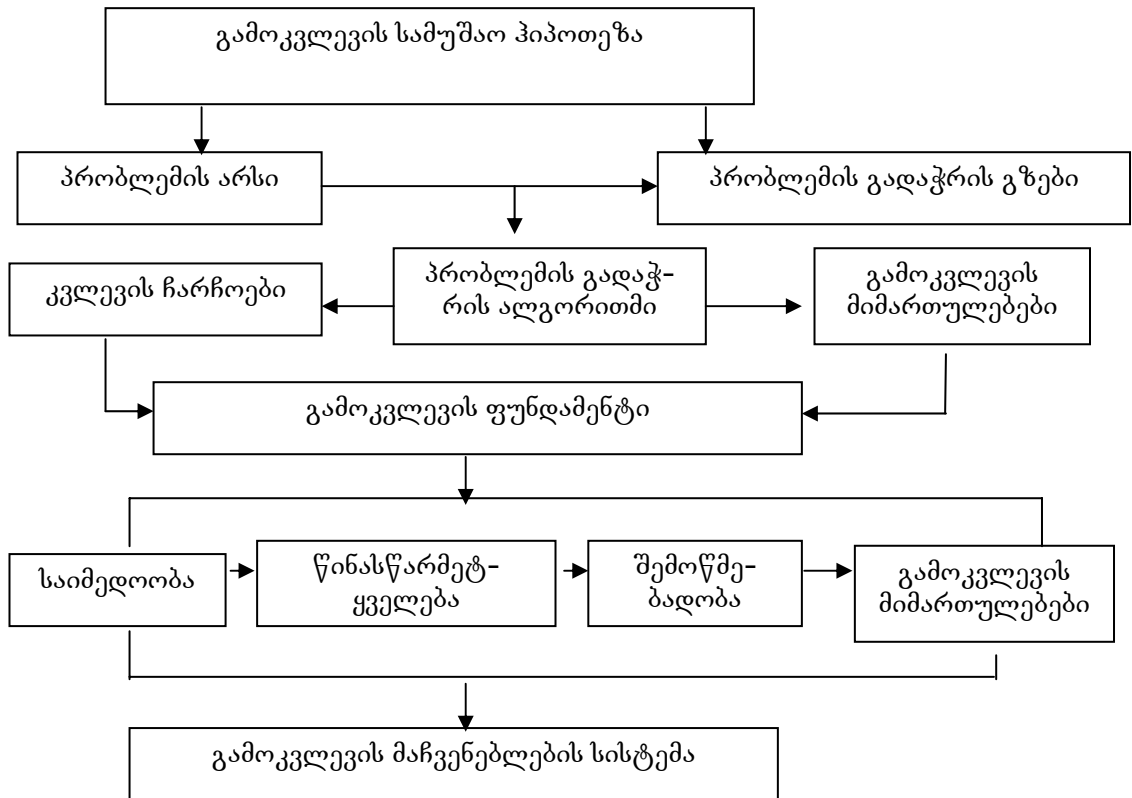 გამოკვლევის სამუშაო ჰიპოთეზა
პრობლემის არსი
პრობლემის გადაჭრის გზები
კვლევის ჩარჩოები
პრობლემის გადაჭ-
რის ალგორითმი
გამოკვლევის
მიმართულებები
გამოკვლევის ფუნდამენტი
საიმედოობა
წინასწარმეტ-
ყველება
შემოწმე-
ბადობა
გამოკვლევის
მიმართულებები
გამოკვლევის მაჩვენებლების სისტემა